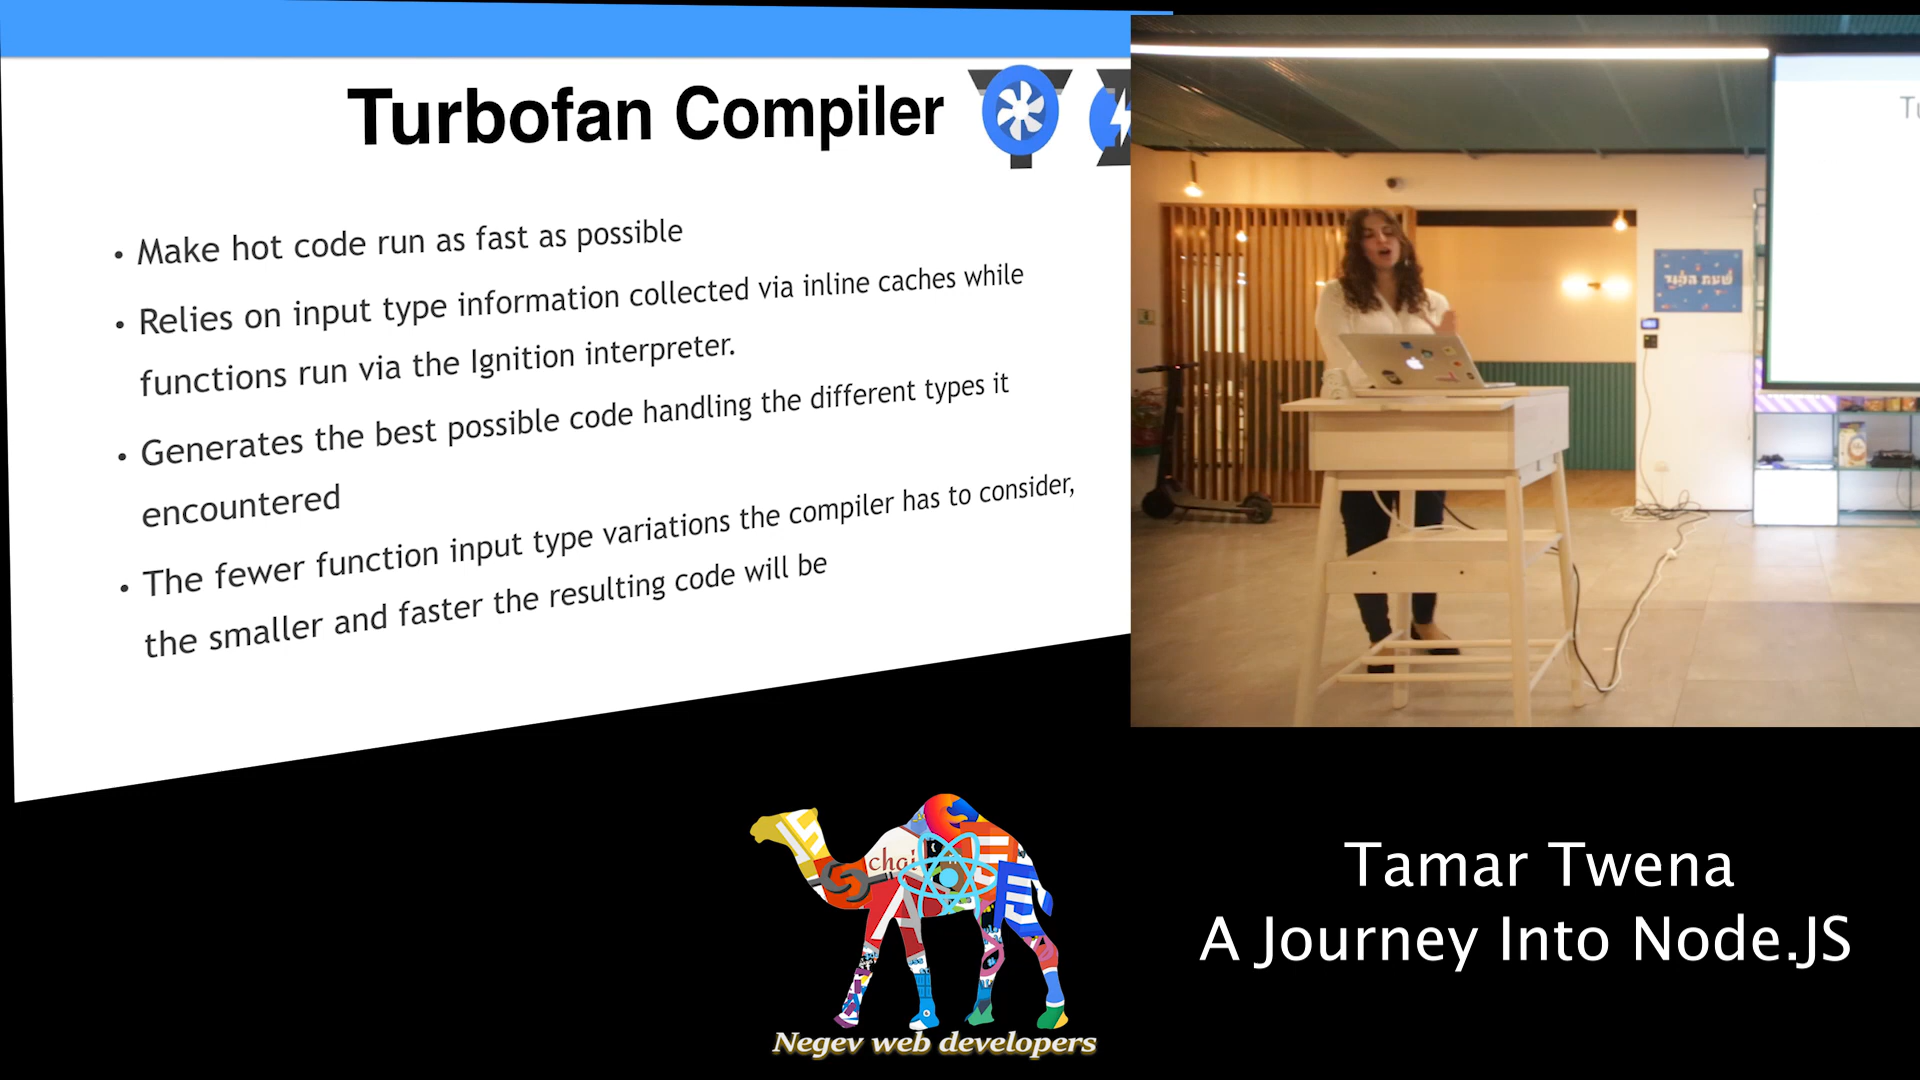 Turbofan Compiler
• Make hot code run as fast as possible
• Relies on input type information collected via inline caches while
functions run via the Ignition interpreter.
• Generates the best possible code handling the different types it
encountered
• The fewer function input type variations the compiler has to consider,
the smaller and faster the resulting code will be
Tu
JS
chai
Negev web developers
Tamar Twena
A Journey Into Node.JS